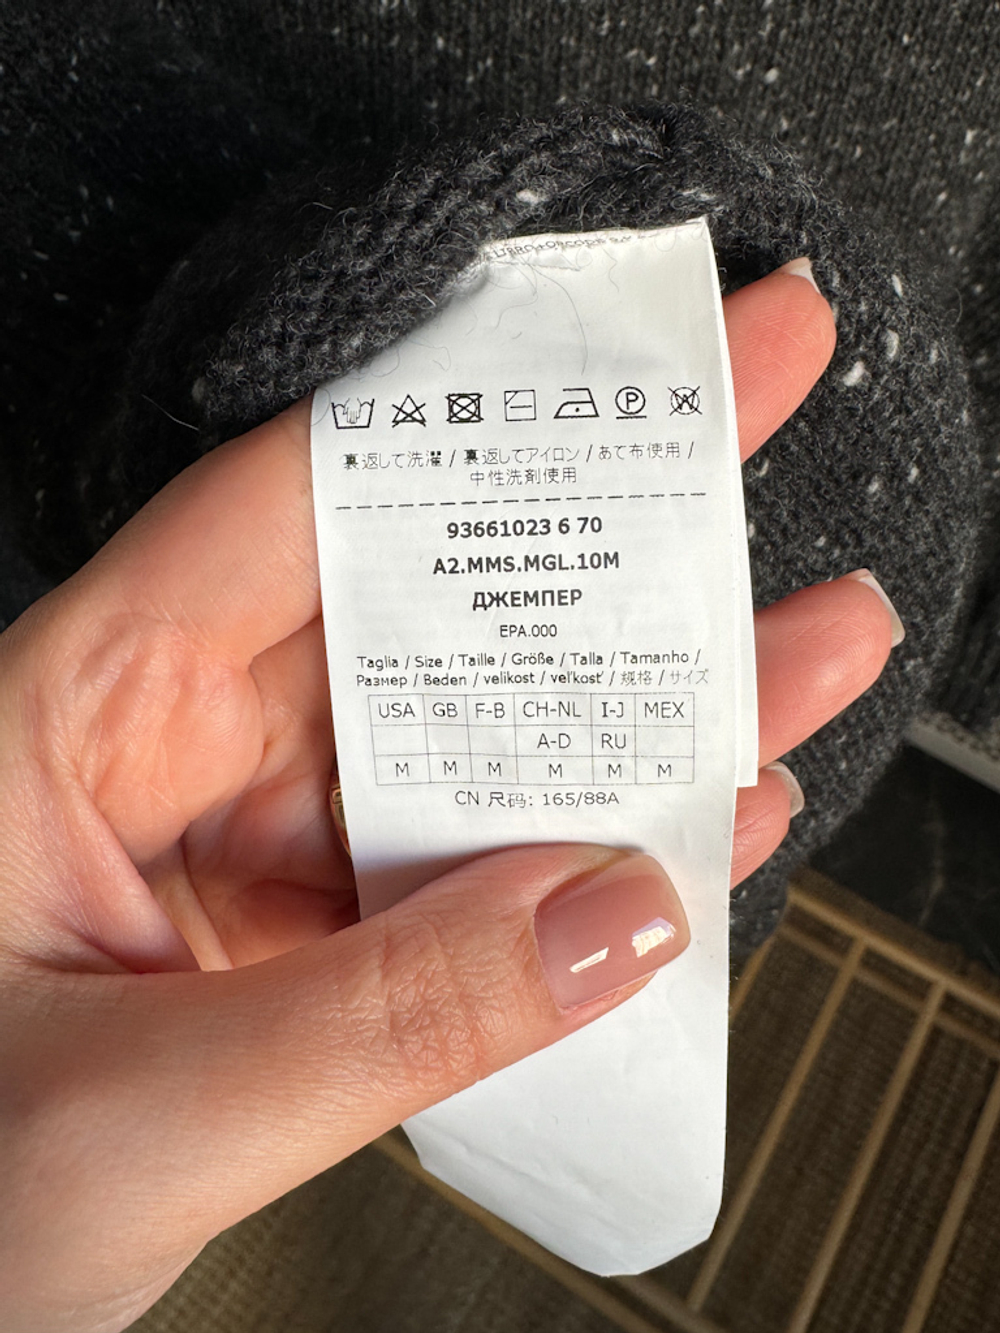 P
W
裏返して洗濯 / 裏返してアイロン / あて布使用 /
中性洗剤使用
93661023 6 70
A2.MMS.MGL.10M
ДЖЕМПЕР
EPA.000
Taglia / Size / Taille / Größe / Talla / Tamanho /
Размер / Beden / velikost / veľkosť / 规格 / サイズ
USA GB F-B CH-NL I-J MEX
A-D RU
M M M M M M
CN 尺码: 165/88A